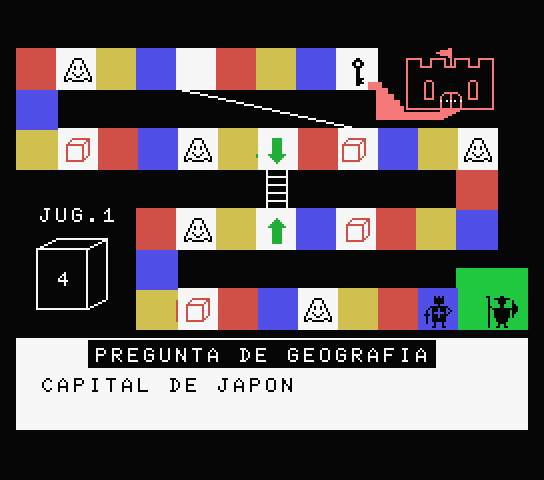 JUG.1
4
PREGUNTA DE GEOGRAFIA
CAPITAL DE JAPON